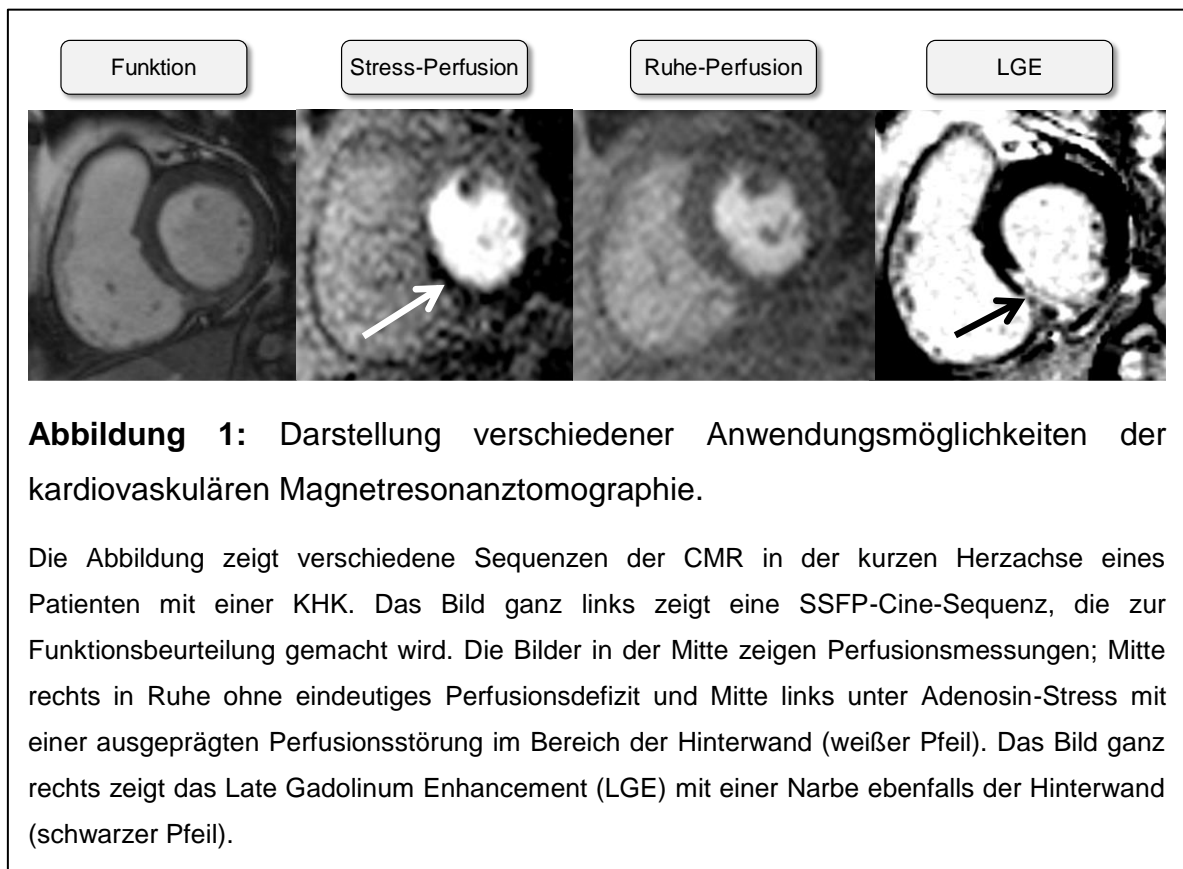 Funktion
Stress-Perfusion
Ruhe-Perfusion
LGE
Abbildung 1: Darstellung verschiedener Anwendungsmöglichkeiten der
kardiovaskulären Magnetresonanztomographie.
Die Abbildung zeigt verschiedene Sequenzen der CMR in der kurzen Herzachse eines
Patienten mit einer KHK. Das Bild ganz links zeigt eine SSFP-Cine-Sequenz, die zur
Funktionsbeurteilung gemacht wird. Die Bilder in der Mitte zeigen Perfusionsmessungen; Mitte
rechts in Ruhe ohne eindeutiges Perfusionsdefizit und Mitte links unter Adenosin-Stress mit
einer ausgeprägten Perfusionsstörung im Bereich der Hinterwand (weißer Pfeil). Das Bild ganz
rechts zeigt das Late Gadolinum Enhancement (LGE) mit einer Narbe ebenfalls der Hinterwand
(schwarzer Pfeil).